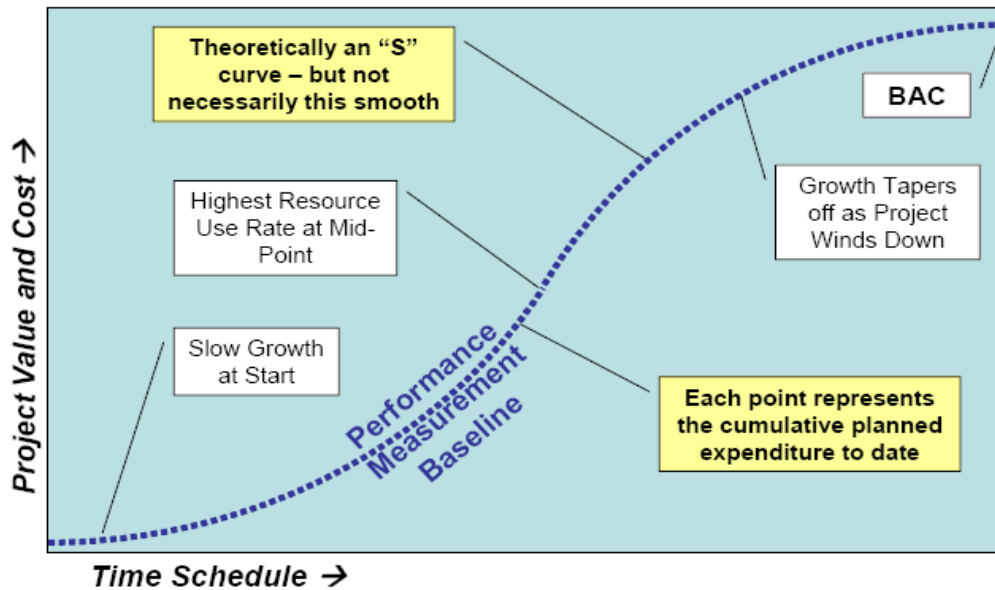 Theoretically an “S”
curve – but not
necessarily this smooth
BAC
Highest Resource
Use Rate at Mid-
Point
Growth Tapers
off as Project
Winds Down
Slow Growth
at Start
Performance
Measurement
Baseline
Each point represents
the cumulative planned
expenditure to date
Project Value and Cost →
Time Schedule →